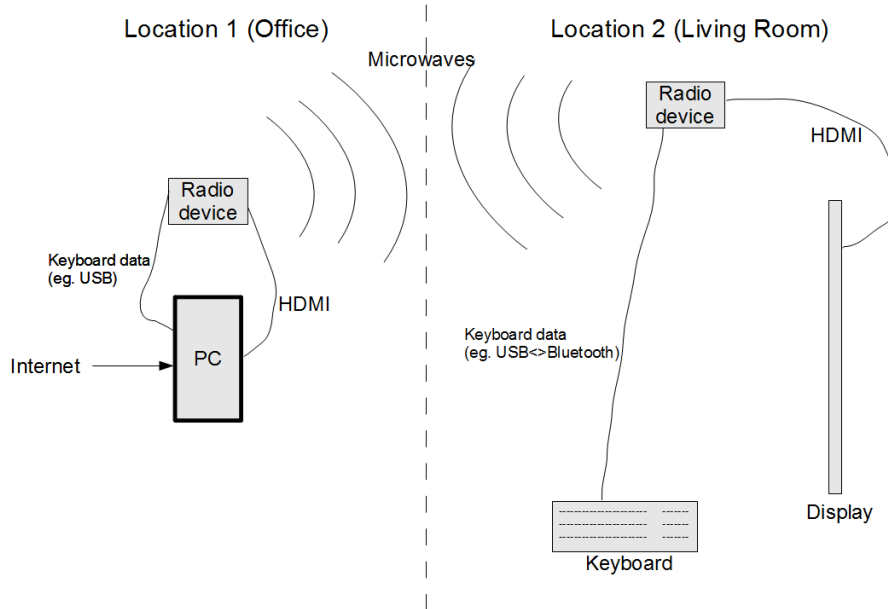 Location 1 (Office)
Location 2 (Living Room)
Microwaves
Radio
device
HDMI
Radio
device
Keyboard data
(eg. USB)
HDMI
Keyboard data
(eg. USB<>Bluetooth)
PC
Internet
Display
Keyboard